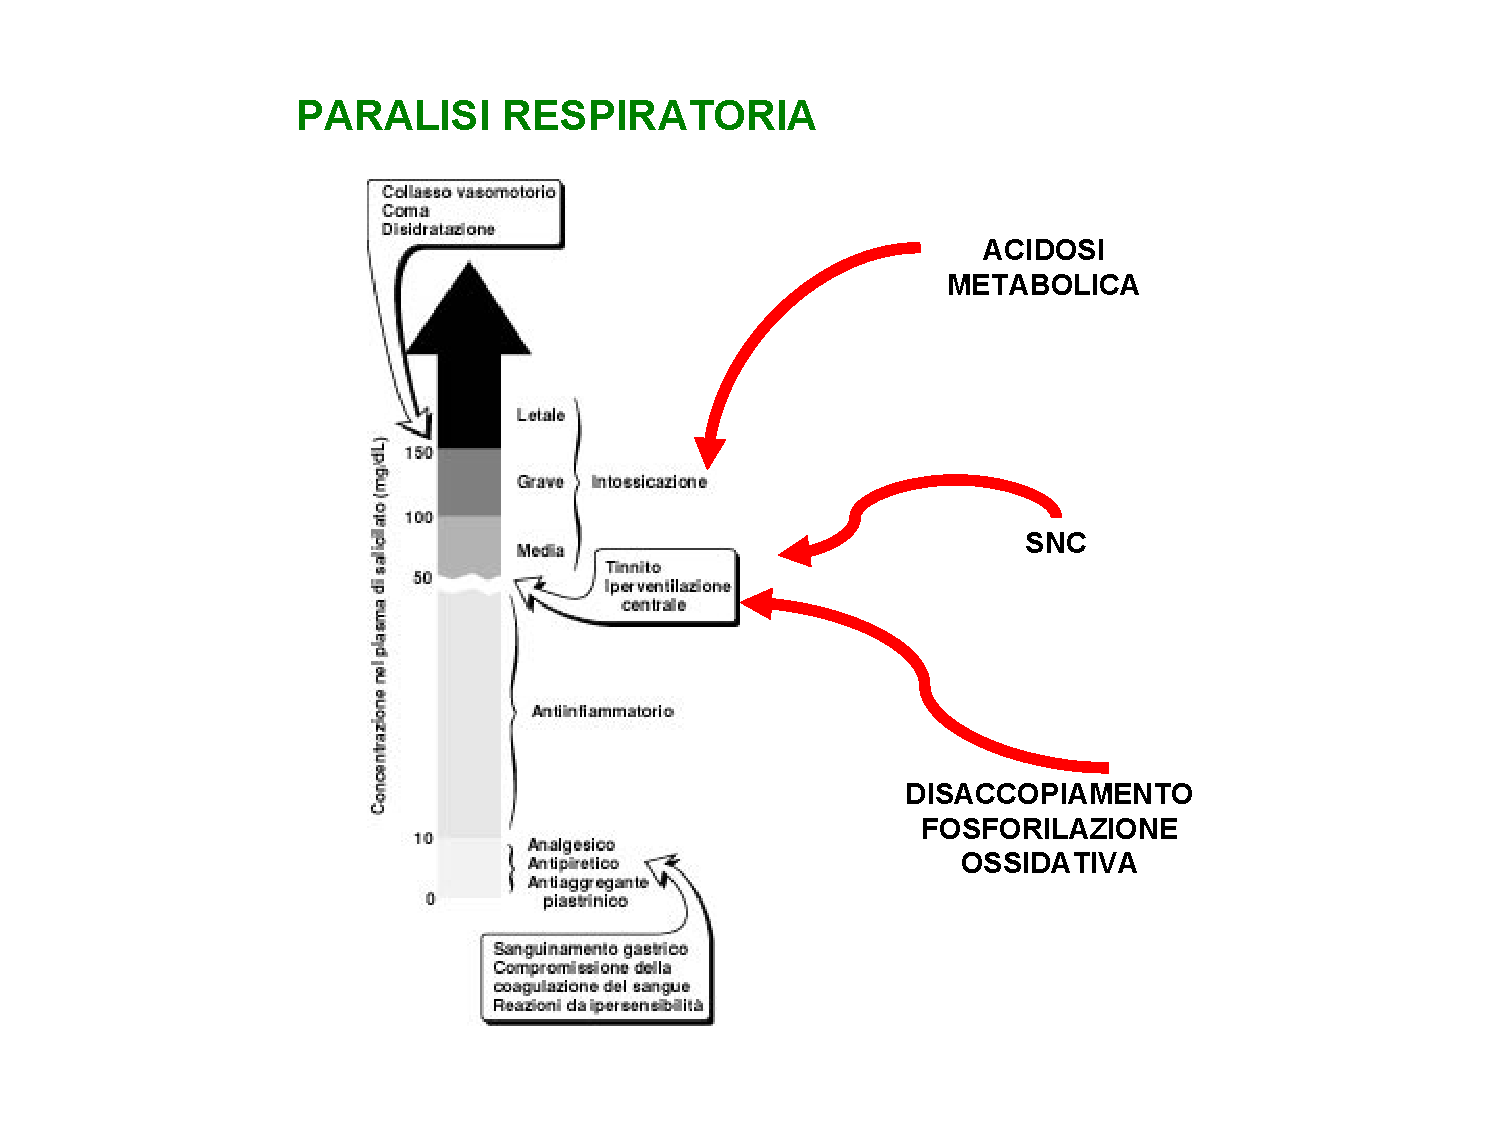 PARALISI RESPIRATORIA
Collasso vasomotorio
Coma
Disidratazione
ACIDOSI
METABOLICA
Concentrazione nel plasma di salicilato (mg/dL)
150
100
50
10
0
Letale
Grave
Media
Intossicazione
SNC
Tinnito
Iperventilazione
centrale
Antiinfiammatorio
DISACCOPIAMENTO
FOSFORILAZIONE
OSSIDATIVA
Analgesico
Antipiretico
Antiaggregante
piastrinico
Sanguinamento gastrico
Compromissione della
coagulazione del sangue
Reazioni da ipersensibilità